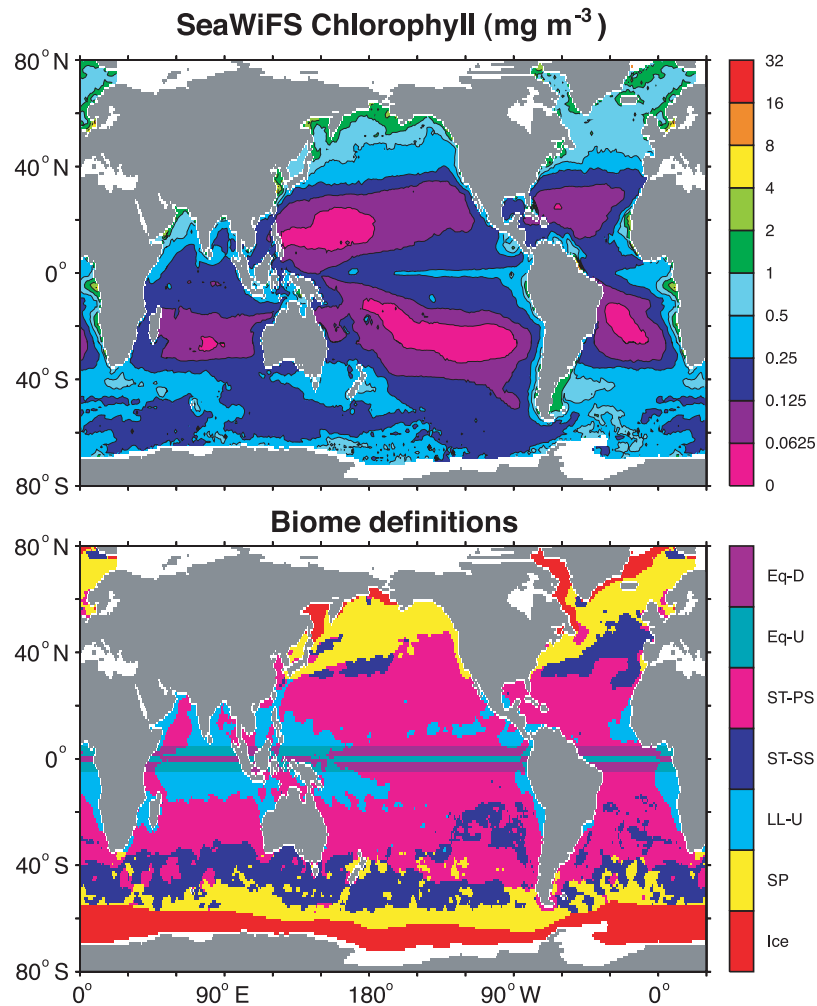 SeaWiFS Chlorophyll (mg m⁻³)
80° N
40° N
0°
40° S
80° S
32
16
8
4
2
1
0.5
0.25
0.125
0.0625
0
Biome definitions
80° N
40° N
0°
40° S
80° S
0°
90° E
180°
90° W
0°
Eq-D
Eq-U
ST-PS
ST-SS
LL-U
SP
Ice